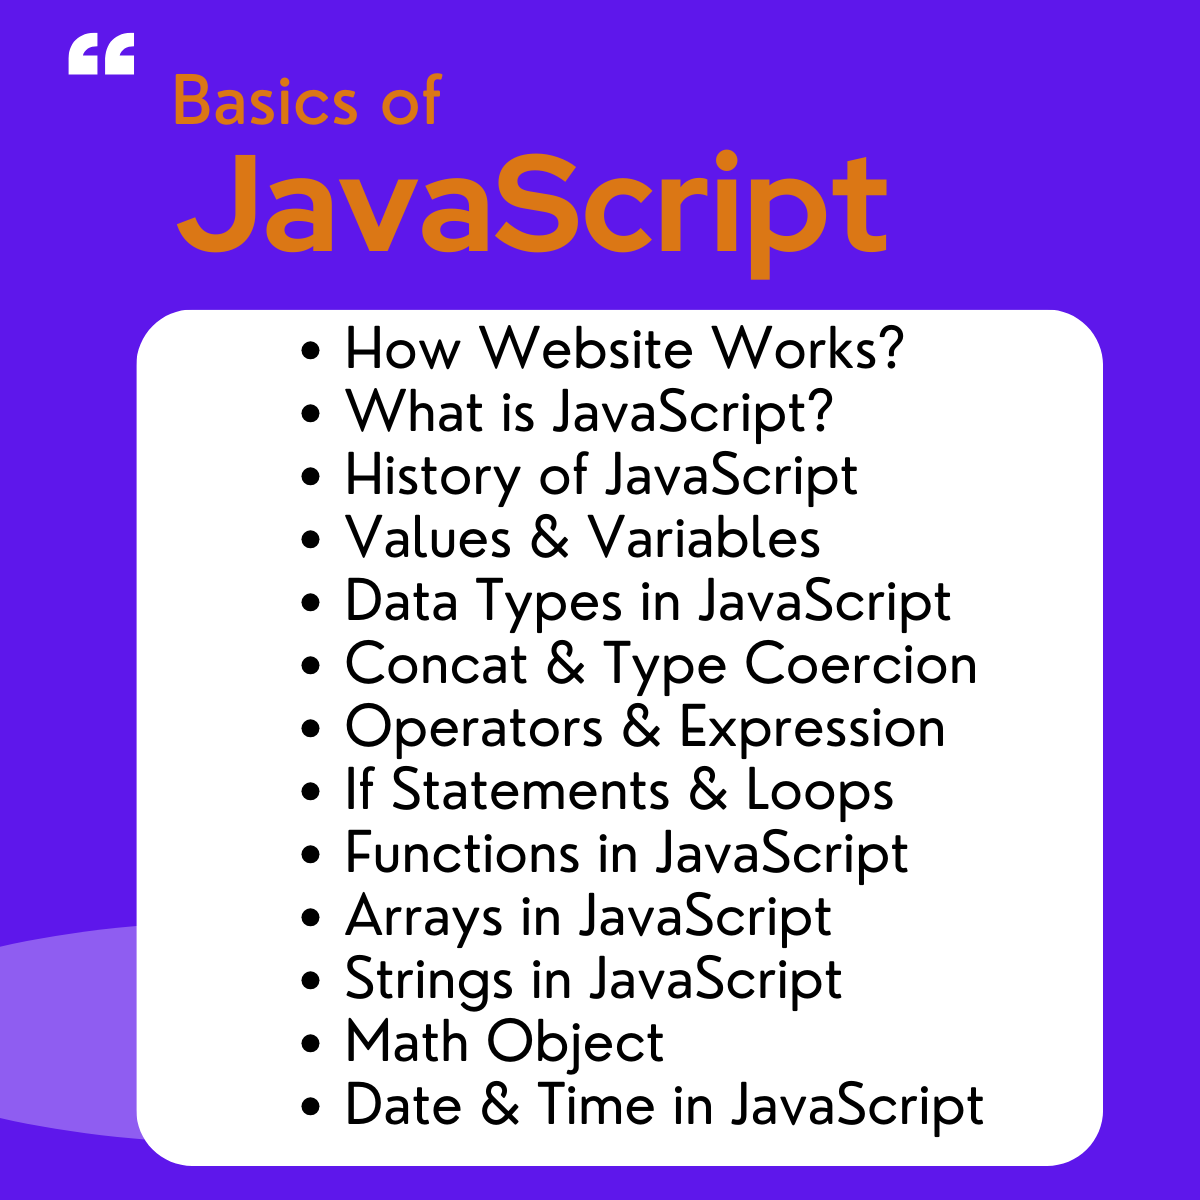 “
Basics of
JavaScript
• How Website Works?
• What is JavaScript?
• History of JavaScript
• Values & Variables
• Data Types in JavaScript
• Concat & Type Coercion
• Operators & Expression
• If Statements & Loops
• Functions in JavaScript
• Arrays in JavaScript
• Strings in JavaScript
• Math Object
• Date & Time in JavaScript